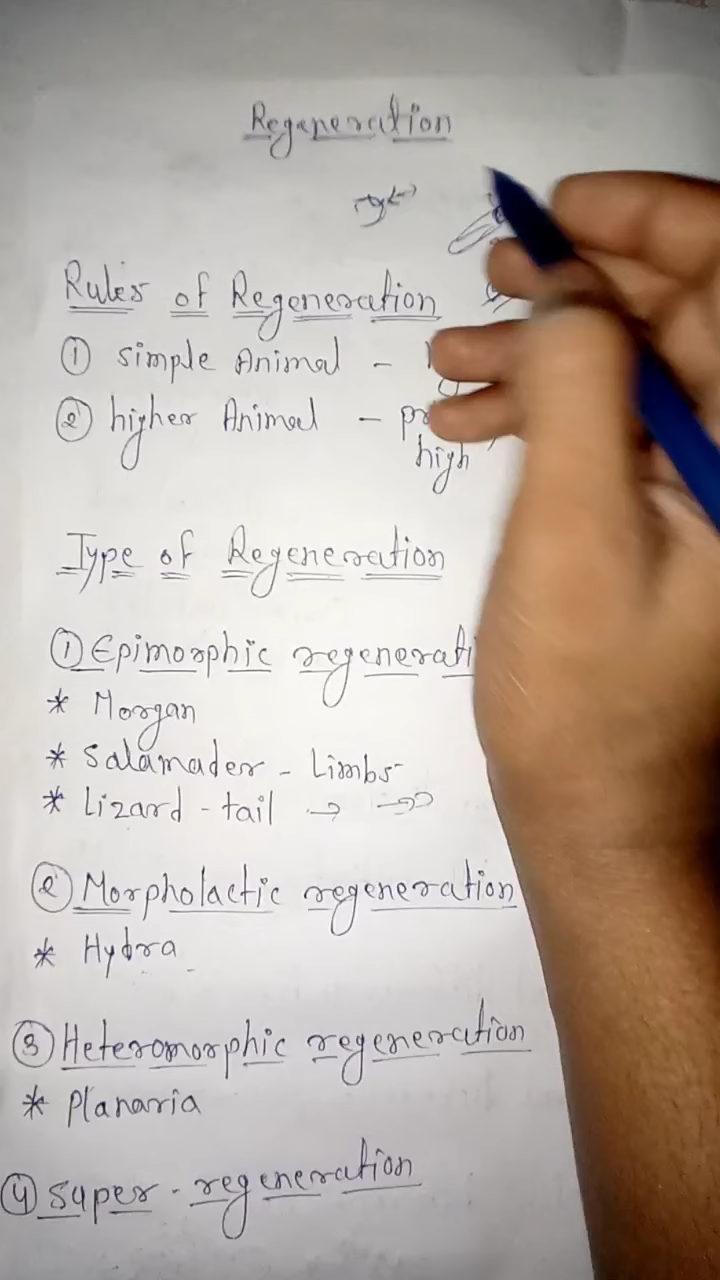 Regeneration
Rules of Regeneration
① simple Animal -
② higher Animal -
high
Type of Regeneration
① Epimorphic
* Morgan
* Salamader - Limbs
* Lizard - tail →
② Morpholactic regeneration
* Hydra
③ Heteromorphic regeneration
* Planaria
④ super - regeneration